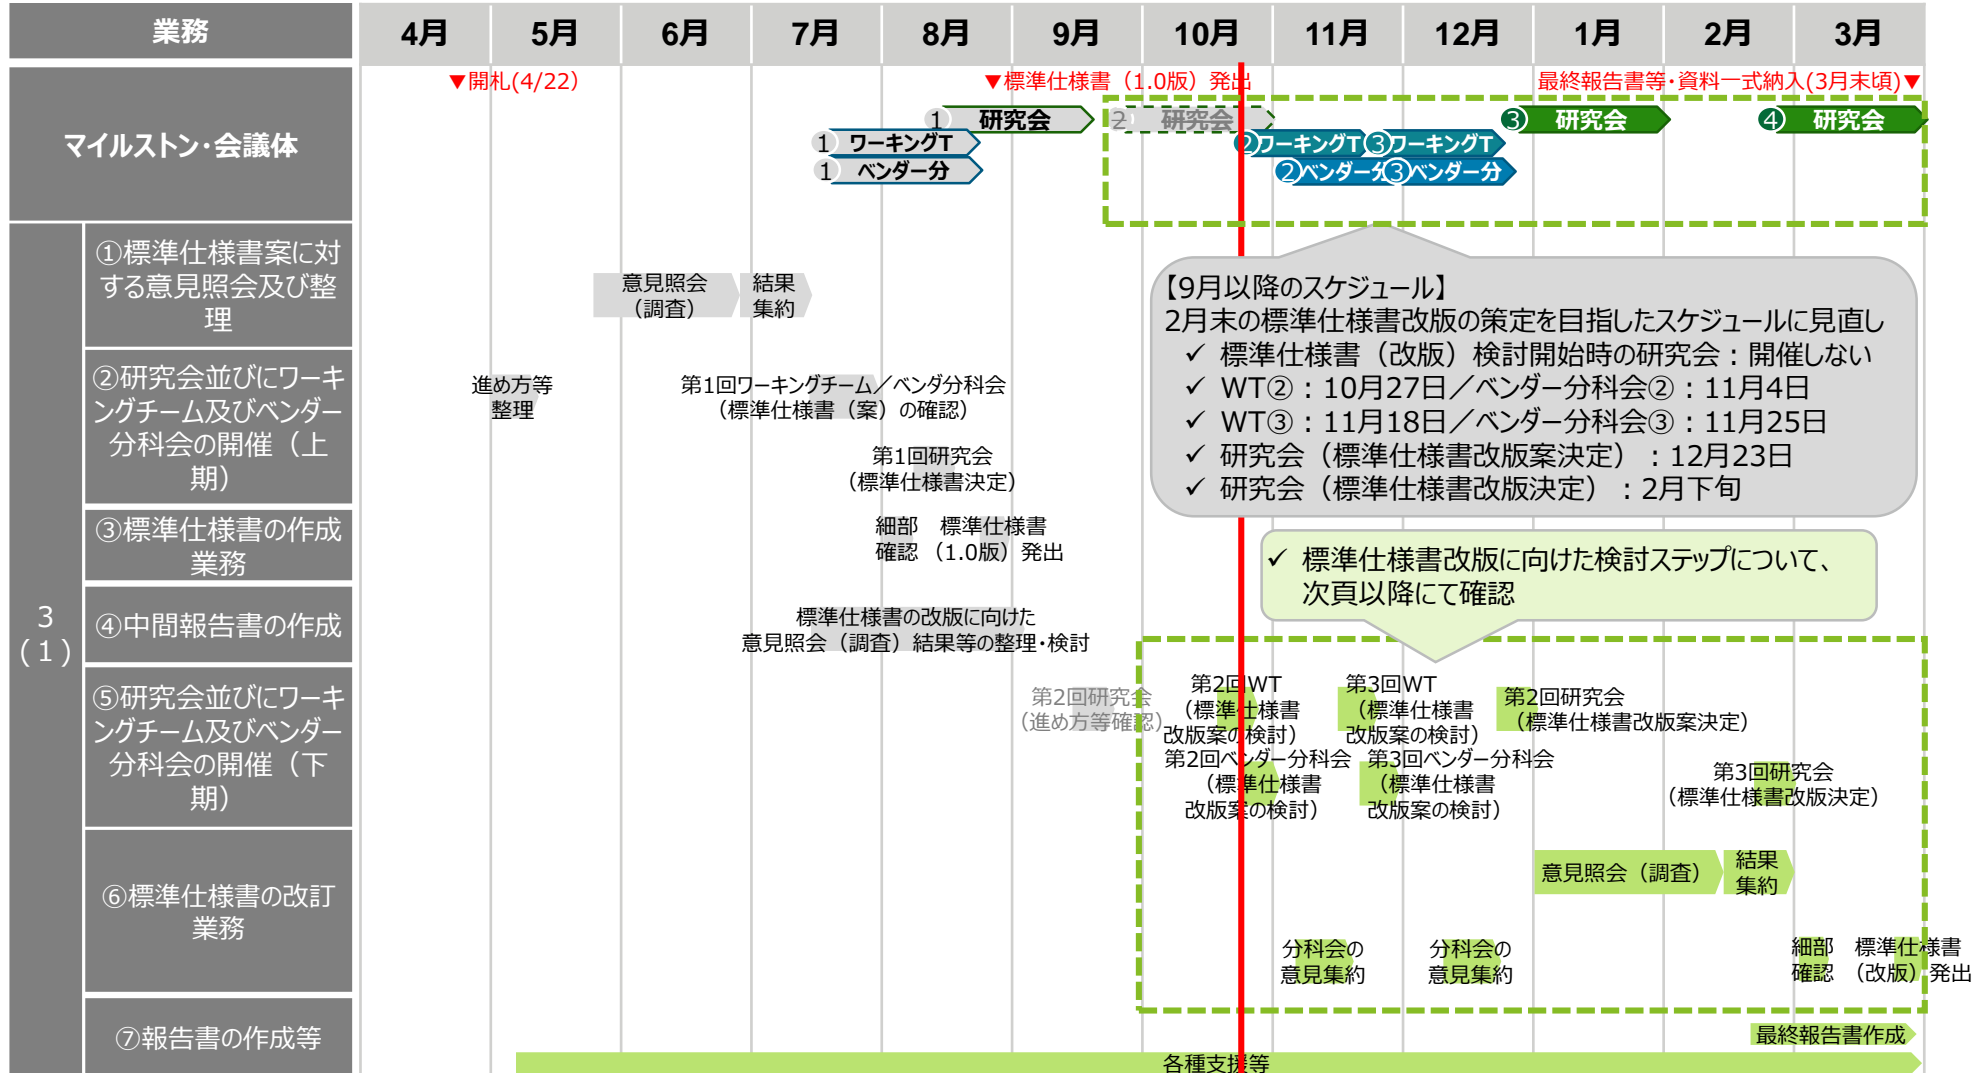 業務
4月
5月
6月
7月
8月
9月
10月
11月
12月
1月
2月
3月
マイルストン・会議体
▼開札(4/22)
▼標準仕様書（1.0版）発出
最終報告書等・資料一式納入(3月末頃)▼
1 研究会
2 研究会
3 研究会
4 研究会
1 ワーキングT
②ワーキングT
③ワーキングT
1 ベンダー分
②ベンダー分
③ベンダー分
【9月以降のスケジュール】
2月末の標準仕様書改版の策定を目指したスケジュールに見直し
✓ 標準仕様書（改版）検討開始時の研究会：開催しない
✓ WT②：10月27日／ベンダー分科会②：11月4日
✓ WT③：11月18日／ベンダー分科会③：11月25日
✓ 研究会（標準仕様書改版案決定）：12月23日
✓ 研究会（標準仕様書改版決定）：2月下旬
✓ 標準仕様書改版に向けた検討ステップについて、
次頁以降にて確認
3
(1)
①標準仕様書案に対
する意見照会及び整
理
意見照会
（調査）
結果
集約
②研究会並びにワーキ
ングチーム及びベンダー
分科会の開催（上
期）
進め方等
整理
第1回ワーキングチーム／ベンダ分科会
（標準仕様書（案）の確認）
第1回研究会
（標準仕様書決定）
③標準仕様書の作成
業務
細部
確認
標準仕様書
（1.0版）発出
④中間報告書の作成
標準仕様書の改版に向けた
意見照会（調査）結果等の整理・検討
⑤研究会並びにワーキ
ングチーム及びベンダー
分科会の開催（下
期）
第2回研究会
（進め方等確認）
第2回WT
（標準仕様書
改版案の検討）
第3回WT
（標準仕様書
改版案の検討）
第2回研究会
（標準仕様書改版案決定）
第2回ベンダー分科会
（標準仕様書
改版案の検討）
第3回ベンダー分科会
（標準仕様書
改版案の検討）
第3回研究会
（標準仕様書改版決定）
⑥標準仕様書の改訂
業務
意見照会（調査）
結果
集約
分科会の
意見集約
分科会の
意見集約
細部
確認
標準仕様書
（改版）発出
⑦報告書の作成等
最終報告書作成
各種支援等